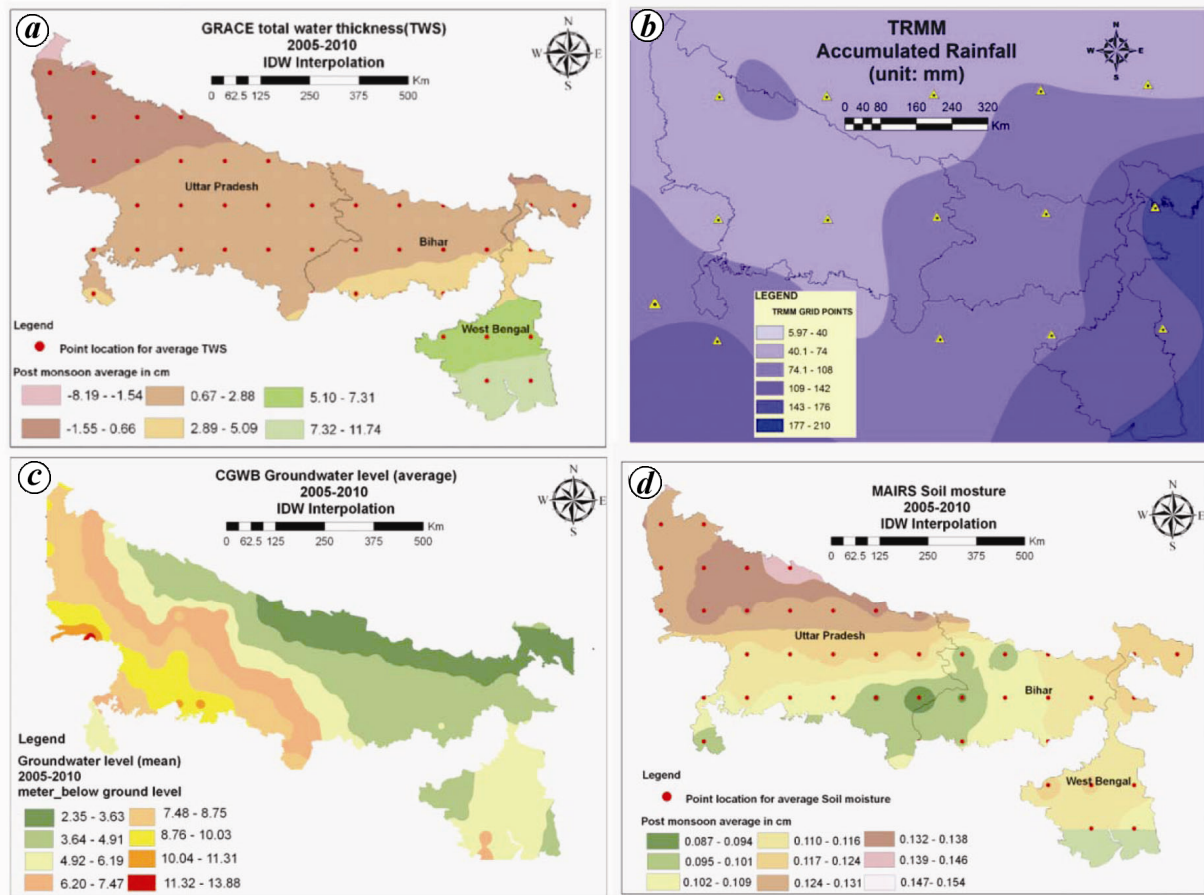 a
GRACE total water thickness(TWS)
2005-2010
IDW Interpolation
Km
0 62.5 125 250 375 500
N
W E
S
Uttar Pradesh
Bihar
West Bengal
Legend
Point location for average TWS
Post monsoon average in cm
-8.19 - -1.54
0.67 - 2.88
5.10 - 7.31
-1.55 - 0.66
2.89 - 5.09
7.32 - 11.74
b
TRMM
Accumulated Rainfall
(unit: mm)
N
W E
S
0 40 80 160 240 320
Km
LEGEND
TRMM GRID POINTS
5.97 - 40
40.1 - 74
74.1 - 108
109 - 142
143 - 176
177 - 210
c
CGWB Groundwater level (average)
2005-2010
IDW Interpolation
Km
0 62.5 125 250 375 500
N
W E
S
Legend
Groundwater level (mean)
2005-2010
meter_below ground level
2.35 - 3.63
7.48 - 8.75
3.64 - 4.91
8.76 - 10.03
4.92 - 6.19
10.04 - 11.31
6.20 - 7.47
11.32 - 13.88
d
MAIRS Soil mosture
2005-2010
IDW Interpolation
Km
0 62.5 125 250 375 500
N
W E
S
Uttar Pradesh
Bihar
West Bengal
Legend
Point location for average Soil moisture
Post monsoon average in cm
0.087 - 0.094
0.110 - 0.116
0.132 - 0.138
0.095 - 0.101
0.117 - 0.124
0.139 - 0.146
0.102 - 0.109
0.124 - 0.131
0.147 - 0.154